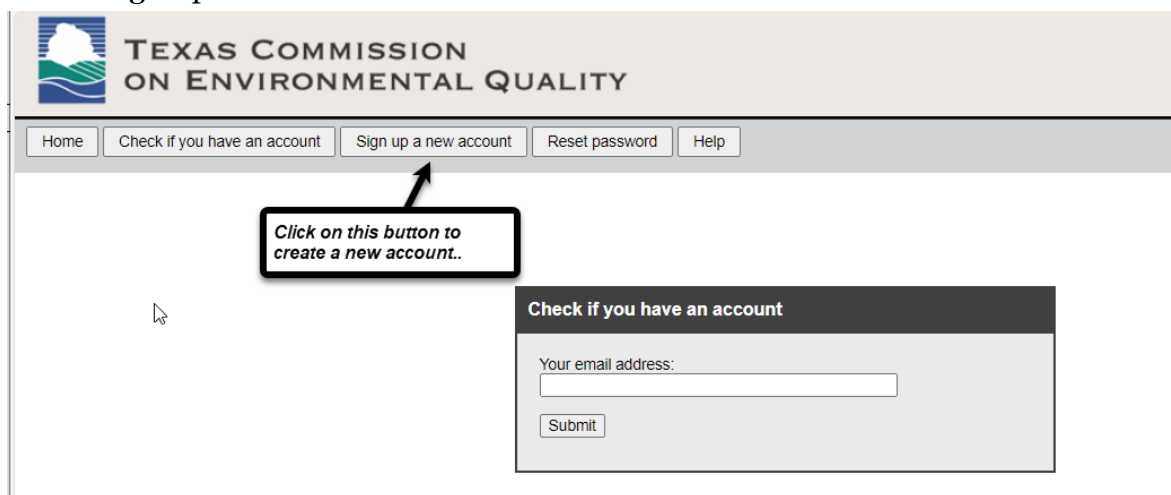 TEXAS COMMISSION
ON ENVIRONMENTAL QUALITY
Home Check if you have an account Sign up a new account Reset password Help
Click on this button to
create a new account..
Check if you have an account
Your email address:
Submit